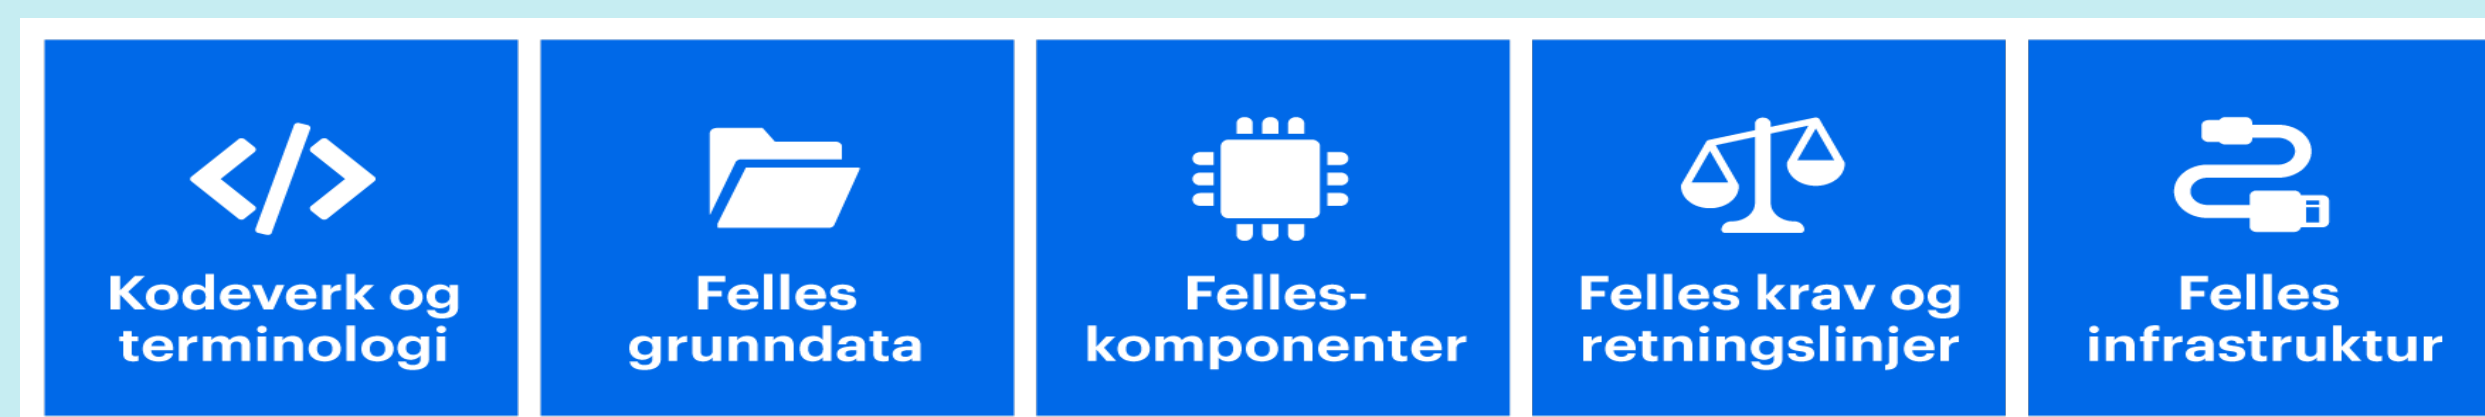 Kodeverk og
terminologi
Felles
grunndata
Felles-
komponenter
Felles krav og
retningslinjer
Felles
infrastruktur